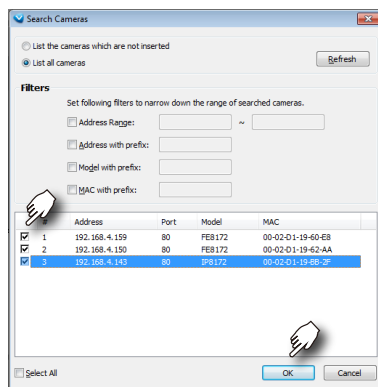 Search Cameras
List the cameras which are not inserted
List all cameras
Refresh
Filters
Set following filters to narrow down the range of searched cameras.
Address Range: ~
Address with prefix:
Model with prefix:
MAC with prefix:
# Address Port Model MAC
1 192.168.4.159 80 FE8172 00-02-D1-19-60-E8
2 192.168.4.150 80 FE8172 00-02-D1-19-62-AA
3 192.168.4.143 80 IP8172 00-02-D1-19-BB-2F
Select All OK Cancel